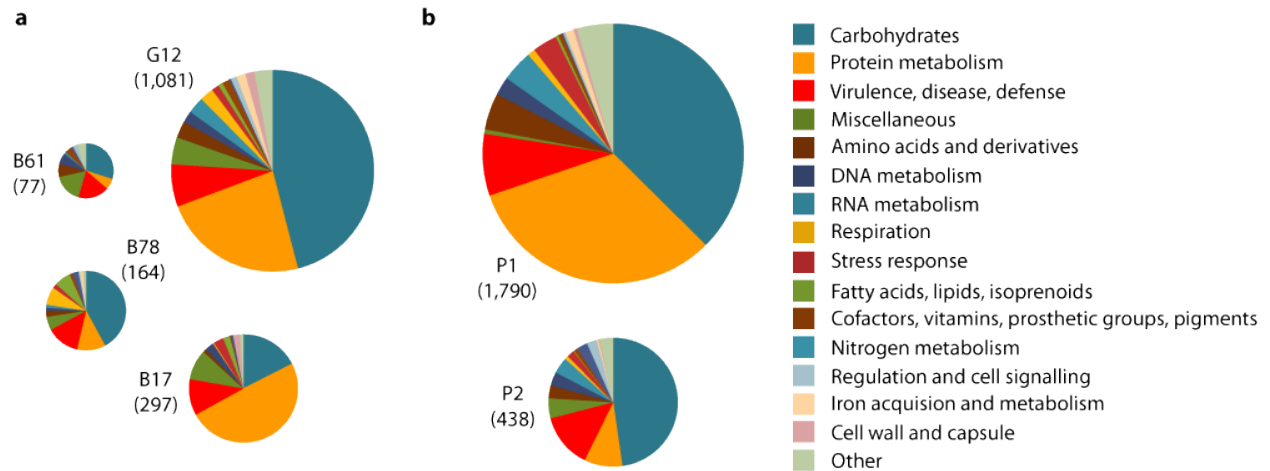 a
G12
(1,081)
B61
(77)
B78
(164)
B17
(297)
b
P1
(1,790)
P2
(438)
Carbohydrates
Protein metabolism
Virulence, disease, defense
Miscellaneous
Amino acids and derivatives
DNA metabolism
RNA metabolism
Respiration
Stress response
Fatty acids, lipids, isoprenoids
Cofactors, vitamins, prosthetic groups, pigments
Nitrogen metabolism
Regulation and cell signalling
Iron acquision and metabolism
Cell wall and capsule
Other